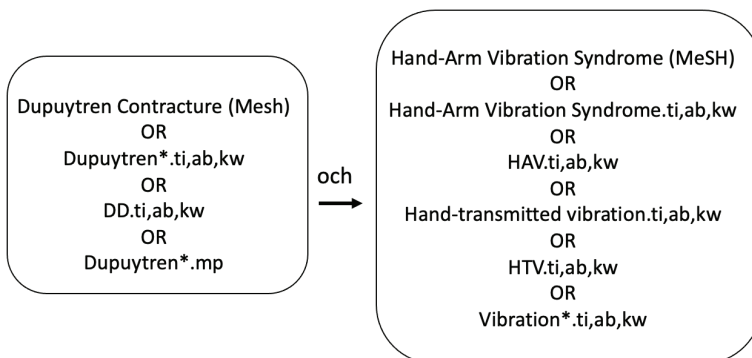 Dupuytren Contracture (Mesh)
OR
Dupuytren*.ti,ab,kw
OR
DD.ti,ab,kw
OR
Dupuytren*.mp
och
Hand-Arm Vibration Syndrome (MeSH)
OR
Hand-Arm Vibration Syndrome.ti,ab,kw
OR
HAV.ti,ab,kw
OR
Hand-transmitted vibration.ti,ab,kw
OR
HTV.ti,ab,kw
OR
Vibration*.ti,ab,kw